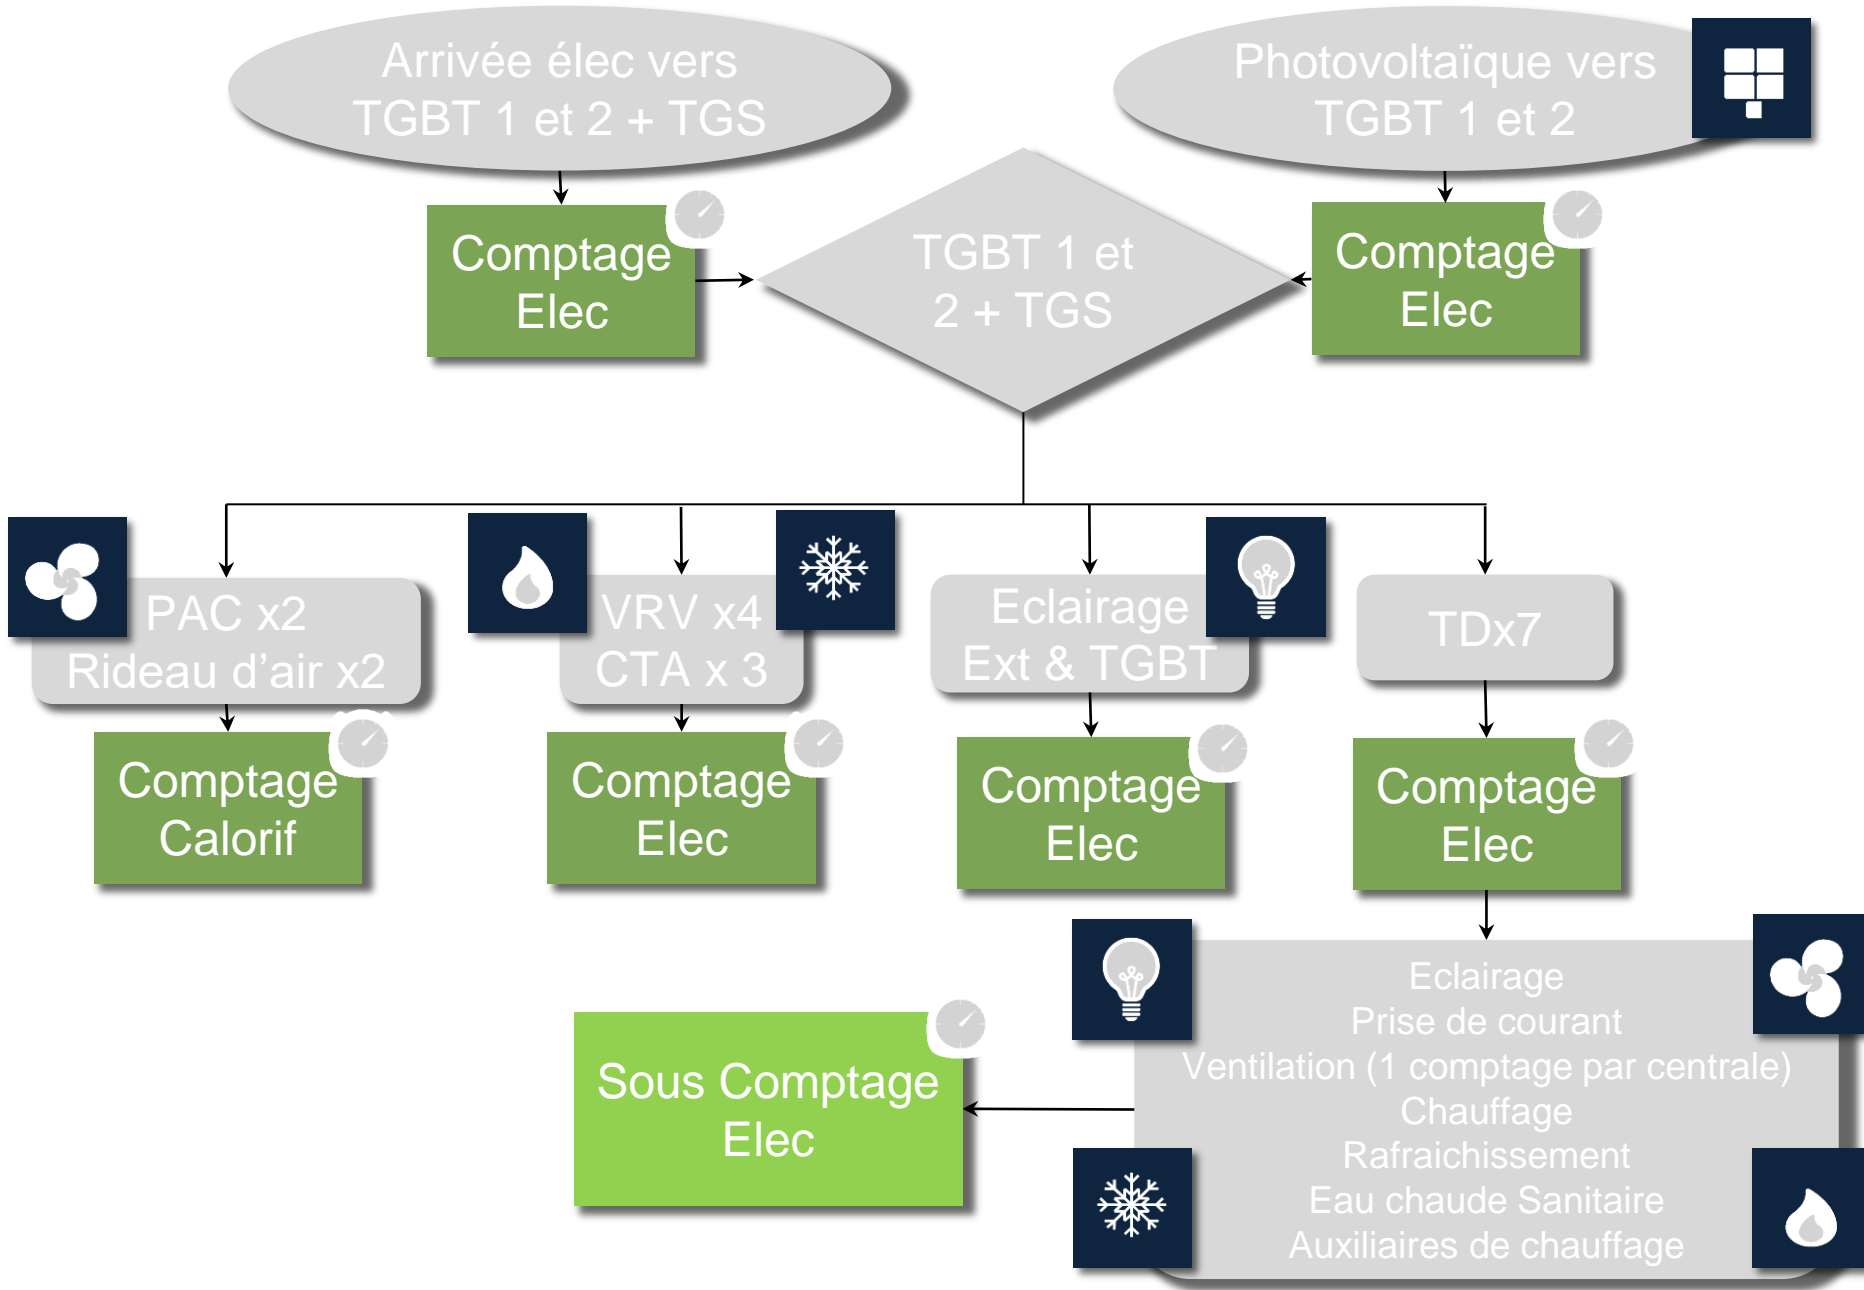 Arrivée élec vers
TGBT 1 et 2 + TGS
Photovoltaïque vers
TGBT 1 et 2
Comptage
Elec
TGBT 1 et
2 + TGS
Comptage
Elec
PAC x2
Rideau d’air x2
VRV x4
CTA x 3
Eclairage
Ext & TGBT
TDx7
Comptage
Calorif
Comptage
Elec
Comptage
Elec
Comptage
Elec
Sous Comptage
Elec
Eclairage
Prise de courant
Ventilation (1 comptage par centrale)
Chauffage
Rafraichissement
Eau chaude Sanitaire
Auxiliaires de chauffage